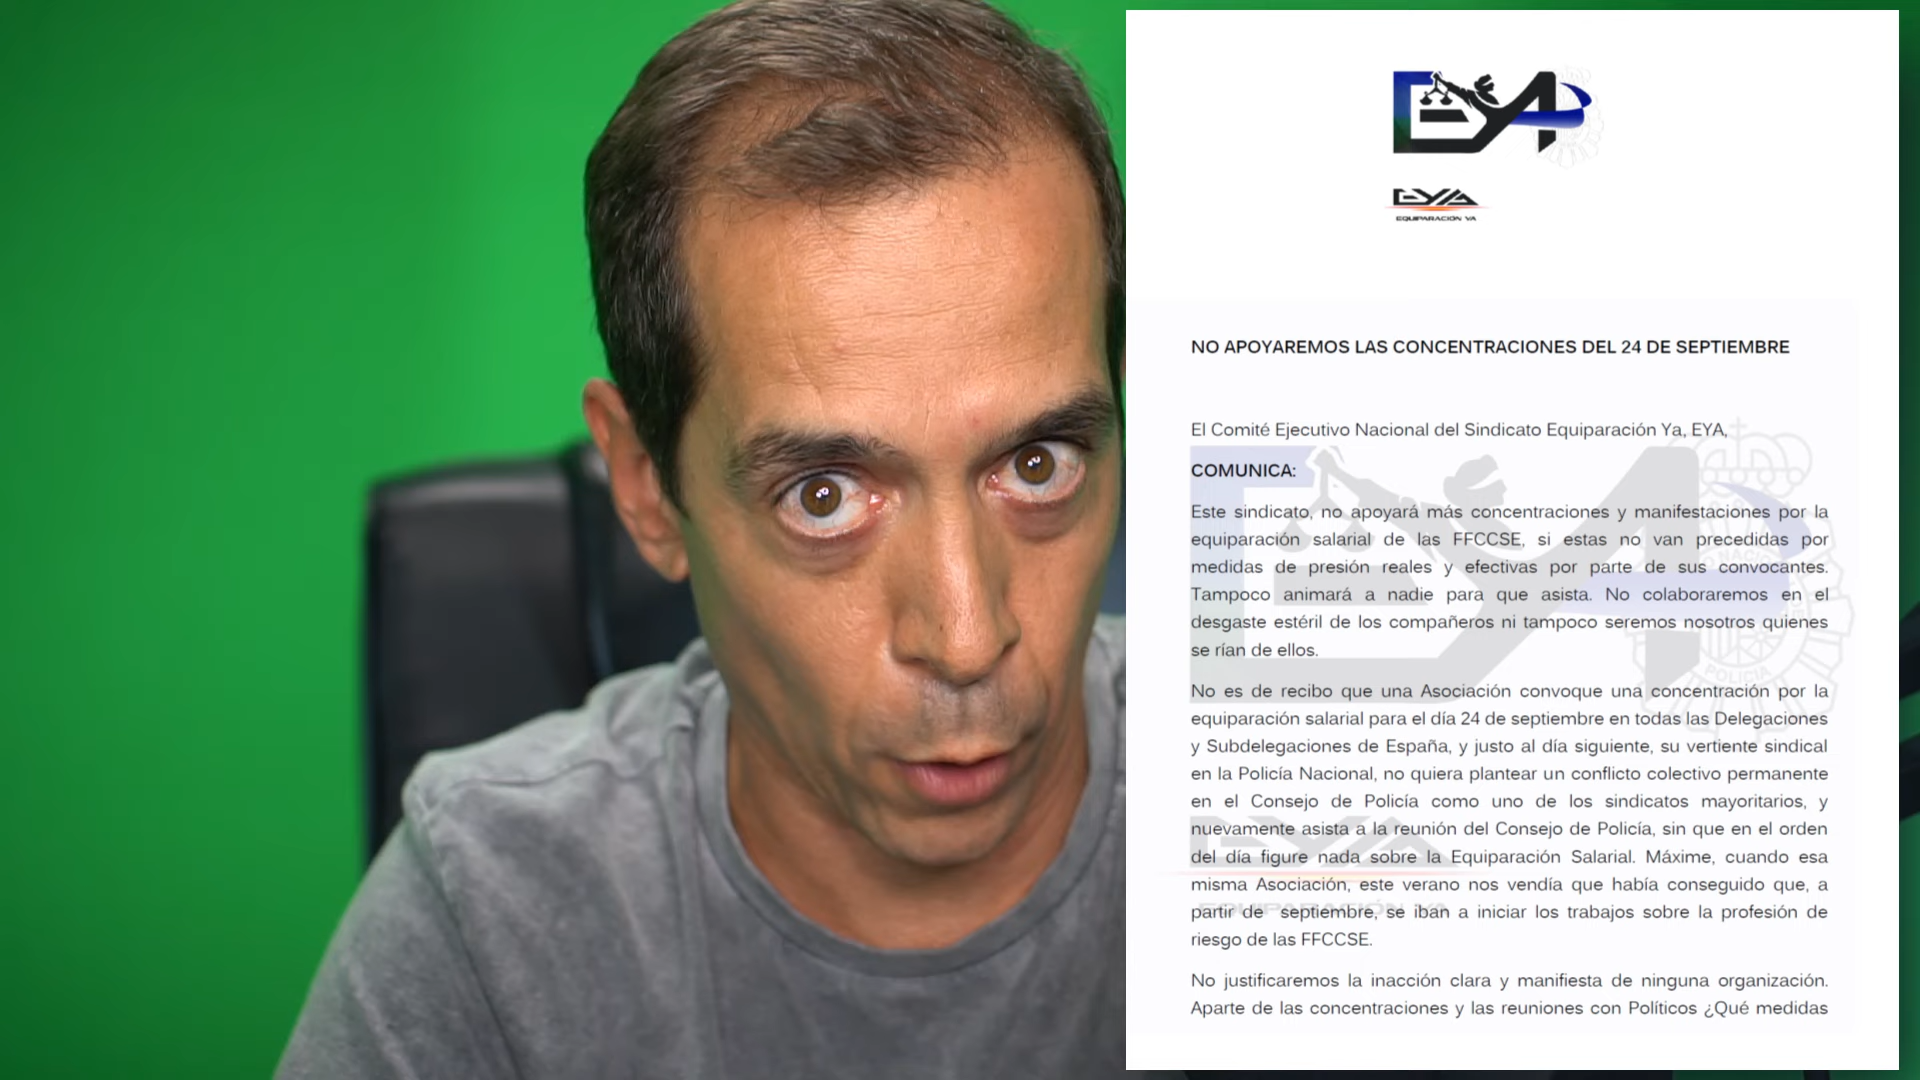 EYA
EYA
EQUIPARACIÓN YA
NO APOYAREMOS LAS CONCENTRACIONES DEL 24 DE SEPTIEMBRE
El Comité Ejecutivo Nacional del Sindicato Equiparación Ya, EYA,
COMUNICA:
Este sindicato, no apoyará más concentraciones y manifestaciones por la
equiparación salarial de las FFCCSE, si estas no van precedidas por
medidas de presión reales y efectivas por parte de sus convocantes.
Tampoco animará a nadie para que asista. No colaboraremos en el
desgaste estéril de los compañeros ni tampoco seremos nosotros quienes
se rían de ellos.
No es de recibo que una Asociación convoque una concentración por la
equiparación salarial para el día 24 de septiembre en todas las Delegaciones
y Subdelegaciones de España, y justo al día siguiente, su vertiente sindical
en la Policía Nacional, no quiera plantear un conflicto colectivo permanente
en el Consejo de Policía como uno de los sindicatos mayoritarios, y
nuevamente asista a la reunión del Consejo de Policía, sin que en el orden
del día figure nada sobre la Equiparación Salarial. Máxime, cuando esa
misma Asociación, este verano nos vendía que había conseguido que, a
partir de septiembre, se iban a iniciar los trabajos sobre la profesión de
riesgo de las FFCCSE.
No justificaremos la inacción clara y manifiesta de ninguna organización.
Aparte de las concentraciones y las reuniones con Políticos ¿Qué medidas